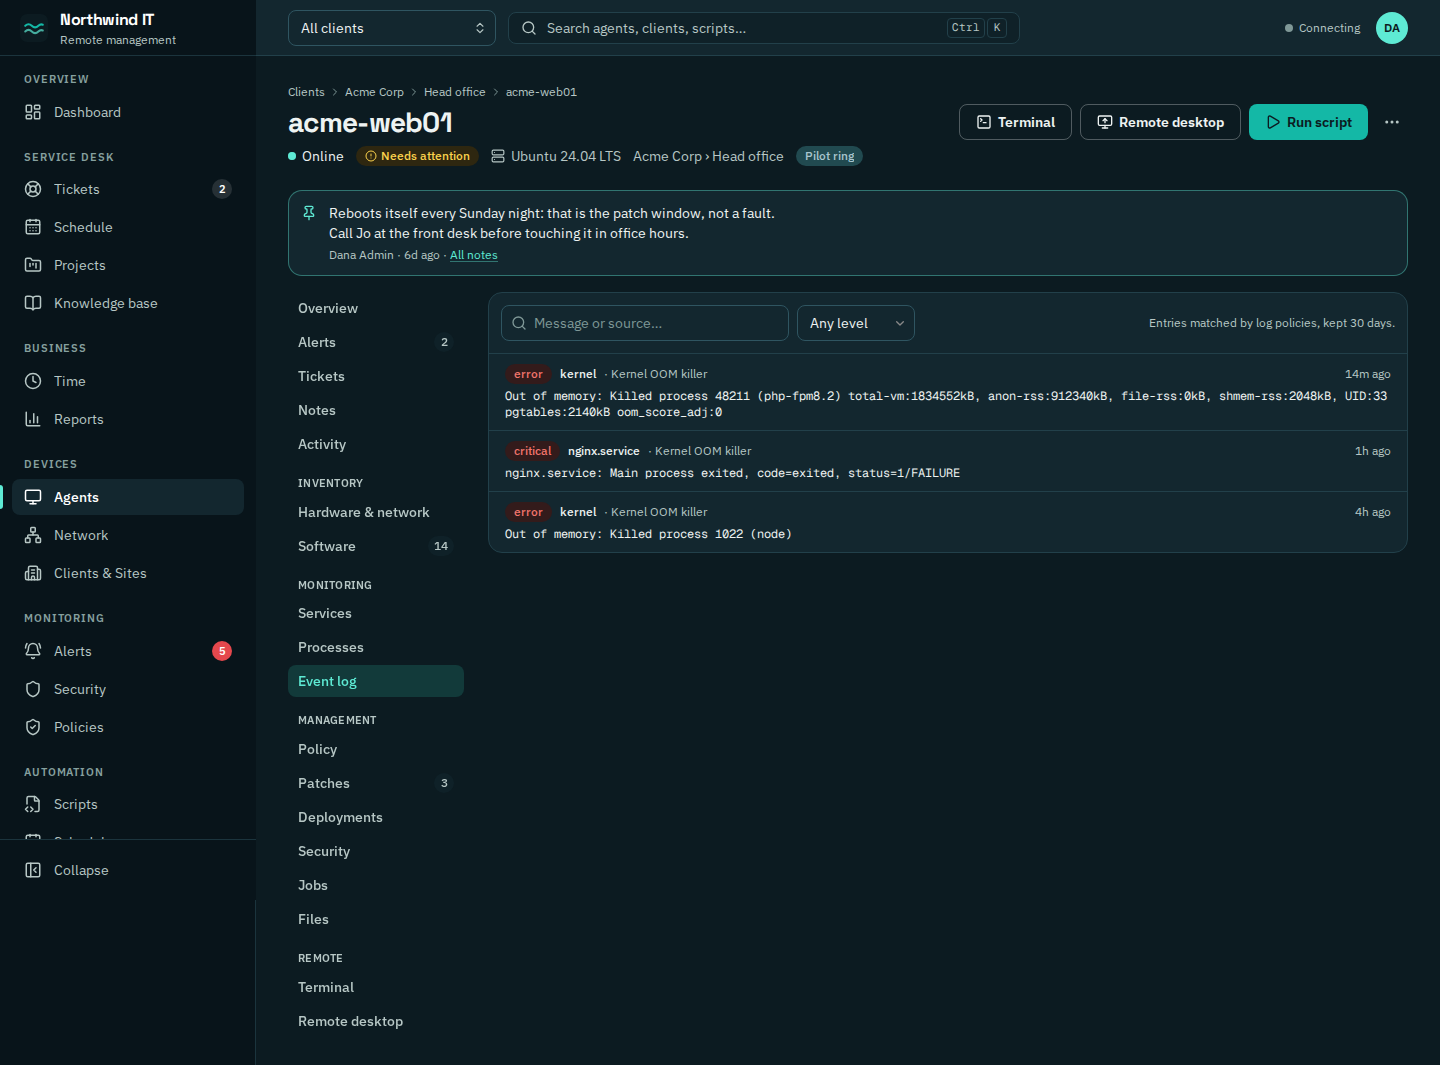 Northwind IT
Remote management
All clients
Search agents, clients, scripts...
Ctrl K
Connecting
DA
OVERVIEW
Dashboard
SERVICE DESK
Tickets 2
Schedule
Projects
Knowledge base
BUSINESS
Time
Reports
DEVICES
Agents
Network
Clients & Sites
MONITORING
Alerts 5
Security
Policies
AUTOMATION
Scripts
Collapse
Clients > Acme Corp > Head office > acme-web01
acme-web01
Online
Needs attention
Ubuntu 24.04 LTS
Acme Corp › Head office
Pilot ring
Terminal
Remote desktop
Run script
Reboots itself every Sunday night: that is the patch window, not a fault.
Call Jo at the front desk before touching it in office hours.
Dana Admin · 6d ago · All notes
Overview
Alerts 2
Tickets
Notes
Activity
INVENTORY
Hardware & network
Software 14
MONITORING
Services
Processes
Event log
MANAGEMENT
Policy
Patches 3
Deployments
Security
Jobs
Files
REMOTE
Terminal
Remote desktop
Message or source...
Any level
Entries matched by log policies, kept 30 days.
error kernel · Kernel OOM killer 14m ago
Out of memory: Killed process 48211 (php-fpm8.2) total-vm:1834552kB, anon-rss:912340kB, file-rss:0kB, shmem-rss:2048kB, UID:33
pgtables:2140kB oom_score_adj:0
critical nginx.service · Kernel OOM killer 1h ago
nginx.service: Main process exited, code=exited, status=1/FAILURE
error kernel · Kernel OOM killer 4h ago
Out of memory: Killed process 1022 (node)